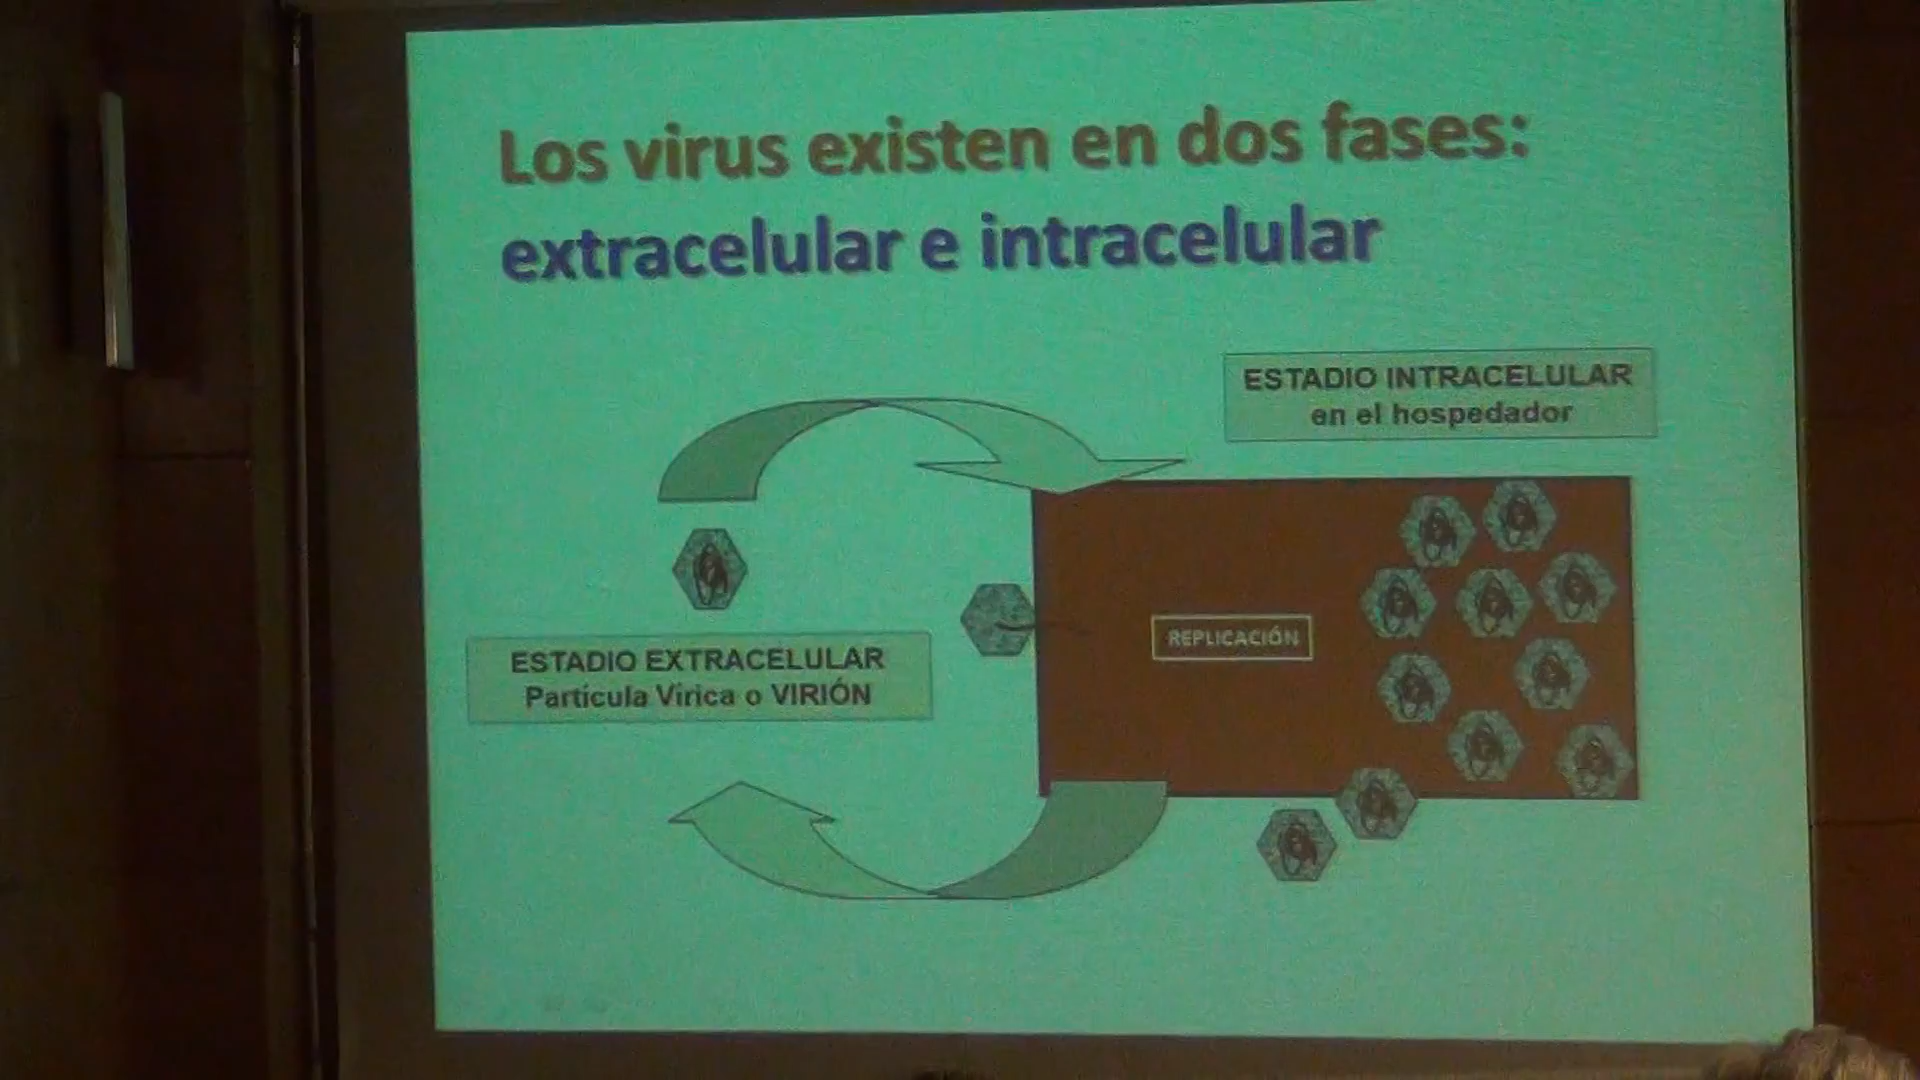 Los virus existen en dos fases:
extracelular e intracelular
ESTADIO INTRACELULAR
en el hospedador
REPLICACIÓN
ESTADIO EXTRACELULAR
Partícula Vírica o VIRIÓN